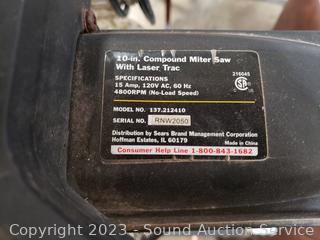 10-in. Compound Miter Saw
With Laser Trac
SPECIFICATIONS
15 Amp, 120V AC, 60 Hz
4800RPM (No-Load Speed)
216045
MODEL NO. 137.212410
SERIAL NO. RNW2050
Distribution by Sears Brand Management Corporation
Hoffman Estates, IL 60179
Made in China
Consumer Help Line 1-800-843-1682
Copyright 2023 - Sound Auction Service